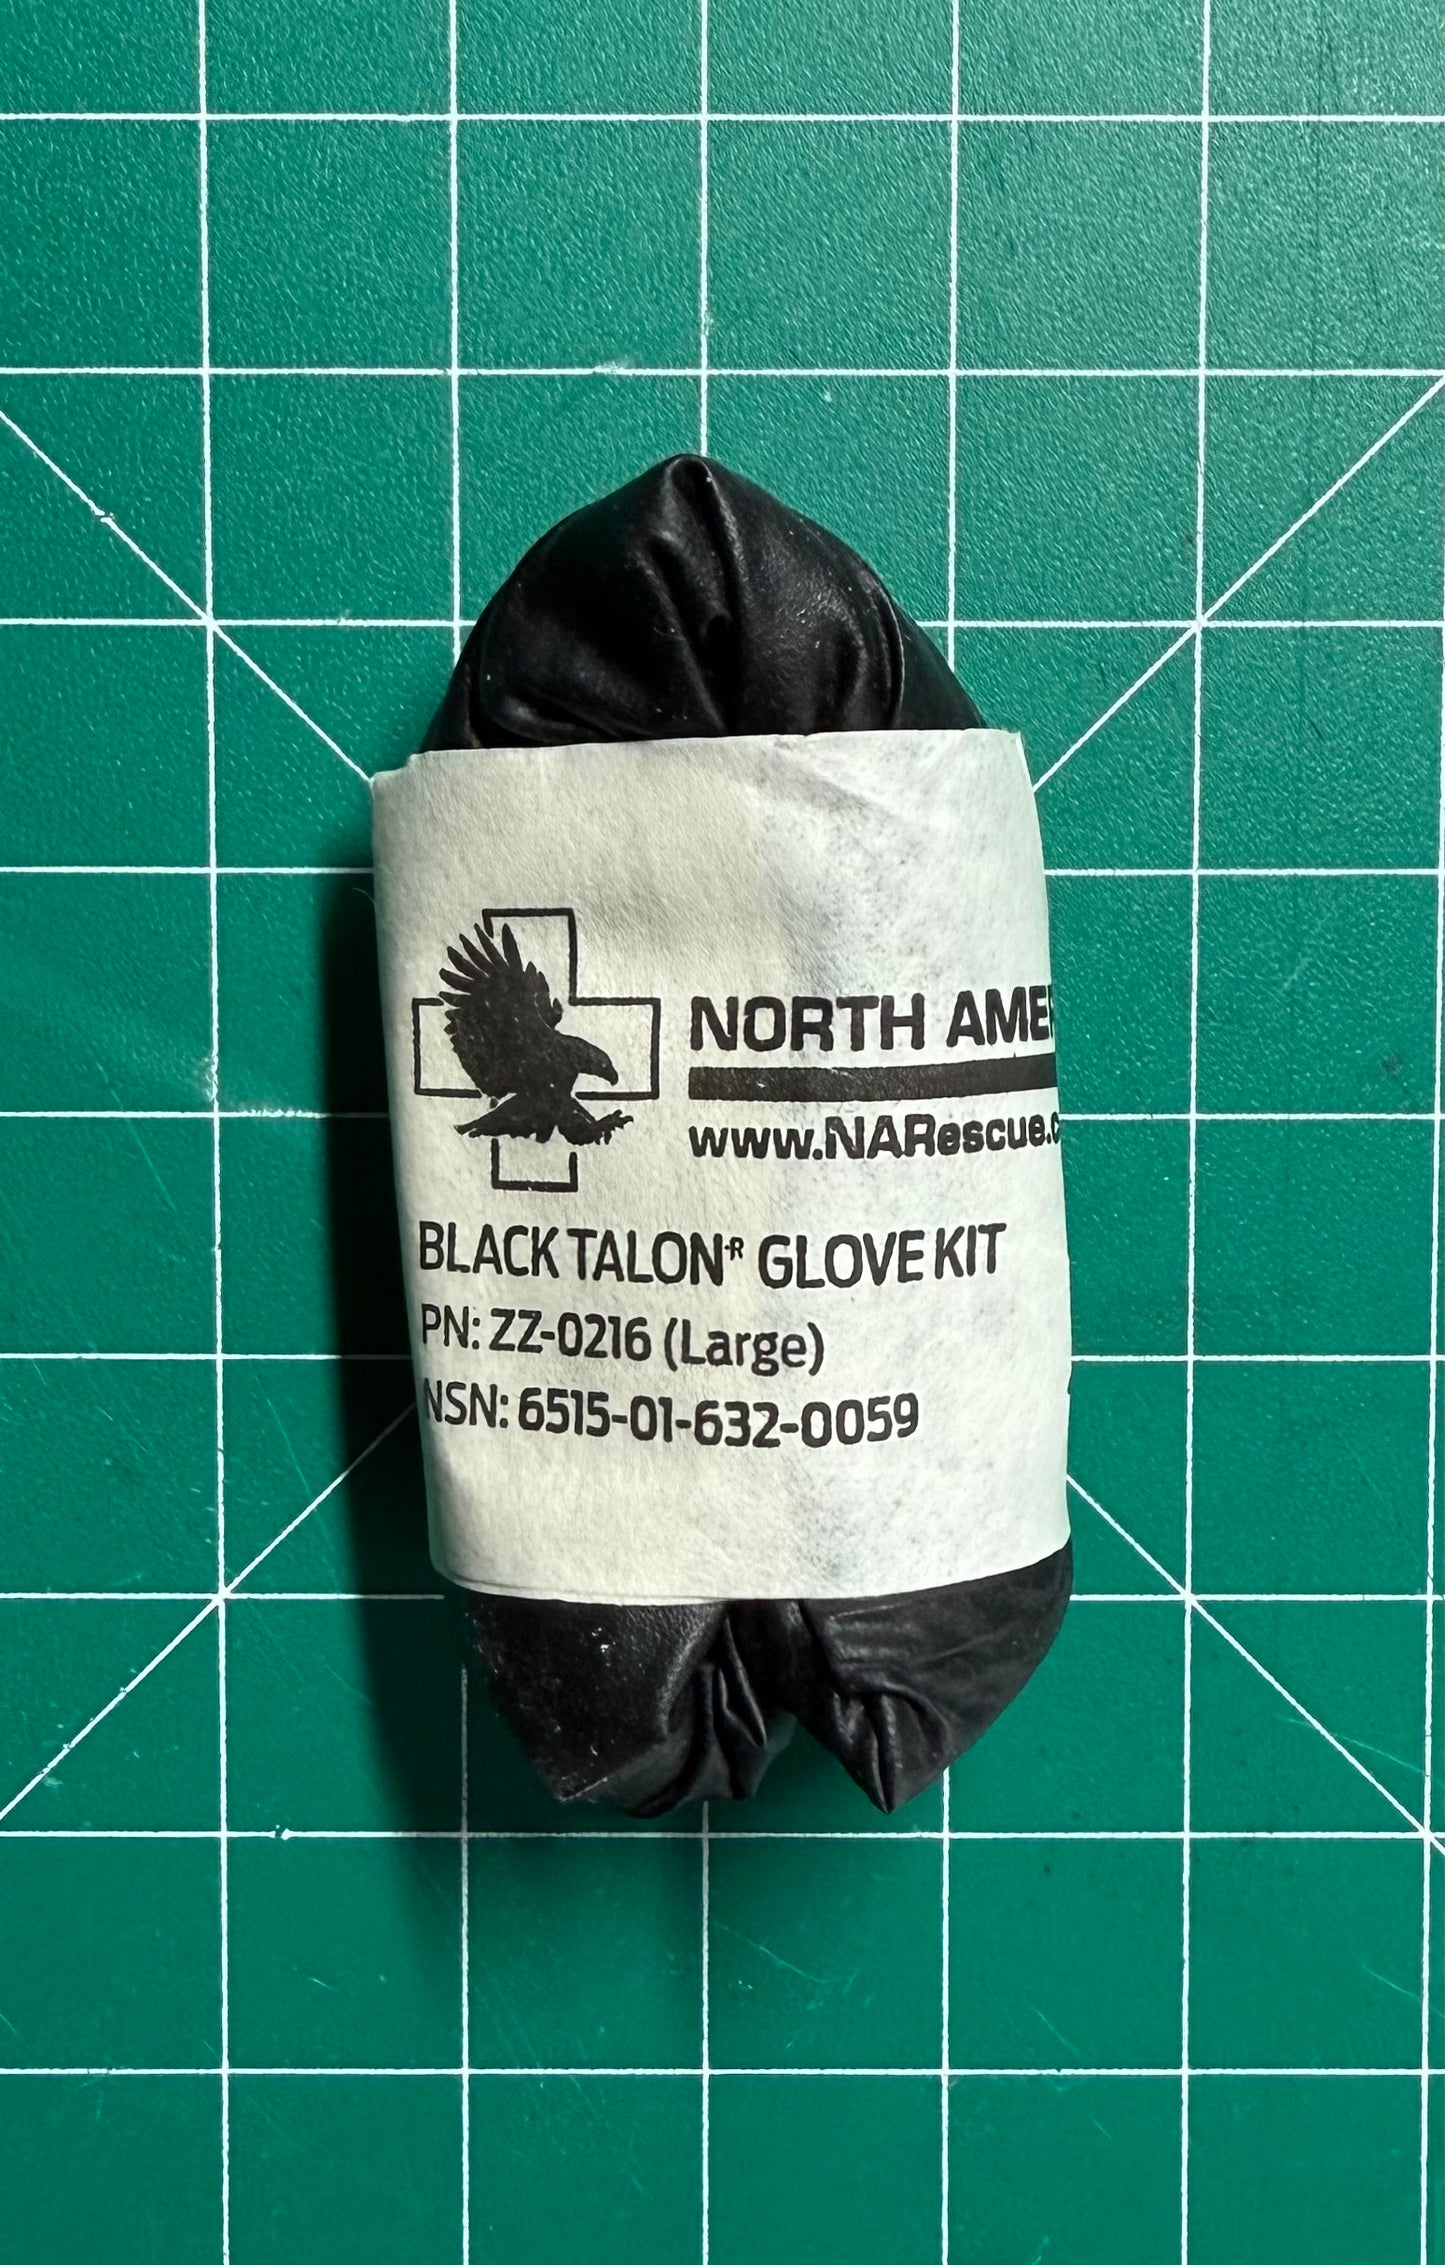 NORTH AMER
www.NARescue.c
BLACK TALON® GLOVE KIT
PN: ZZ-0216 (Large)
NSN: 6515-01-632-0059